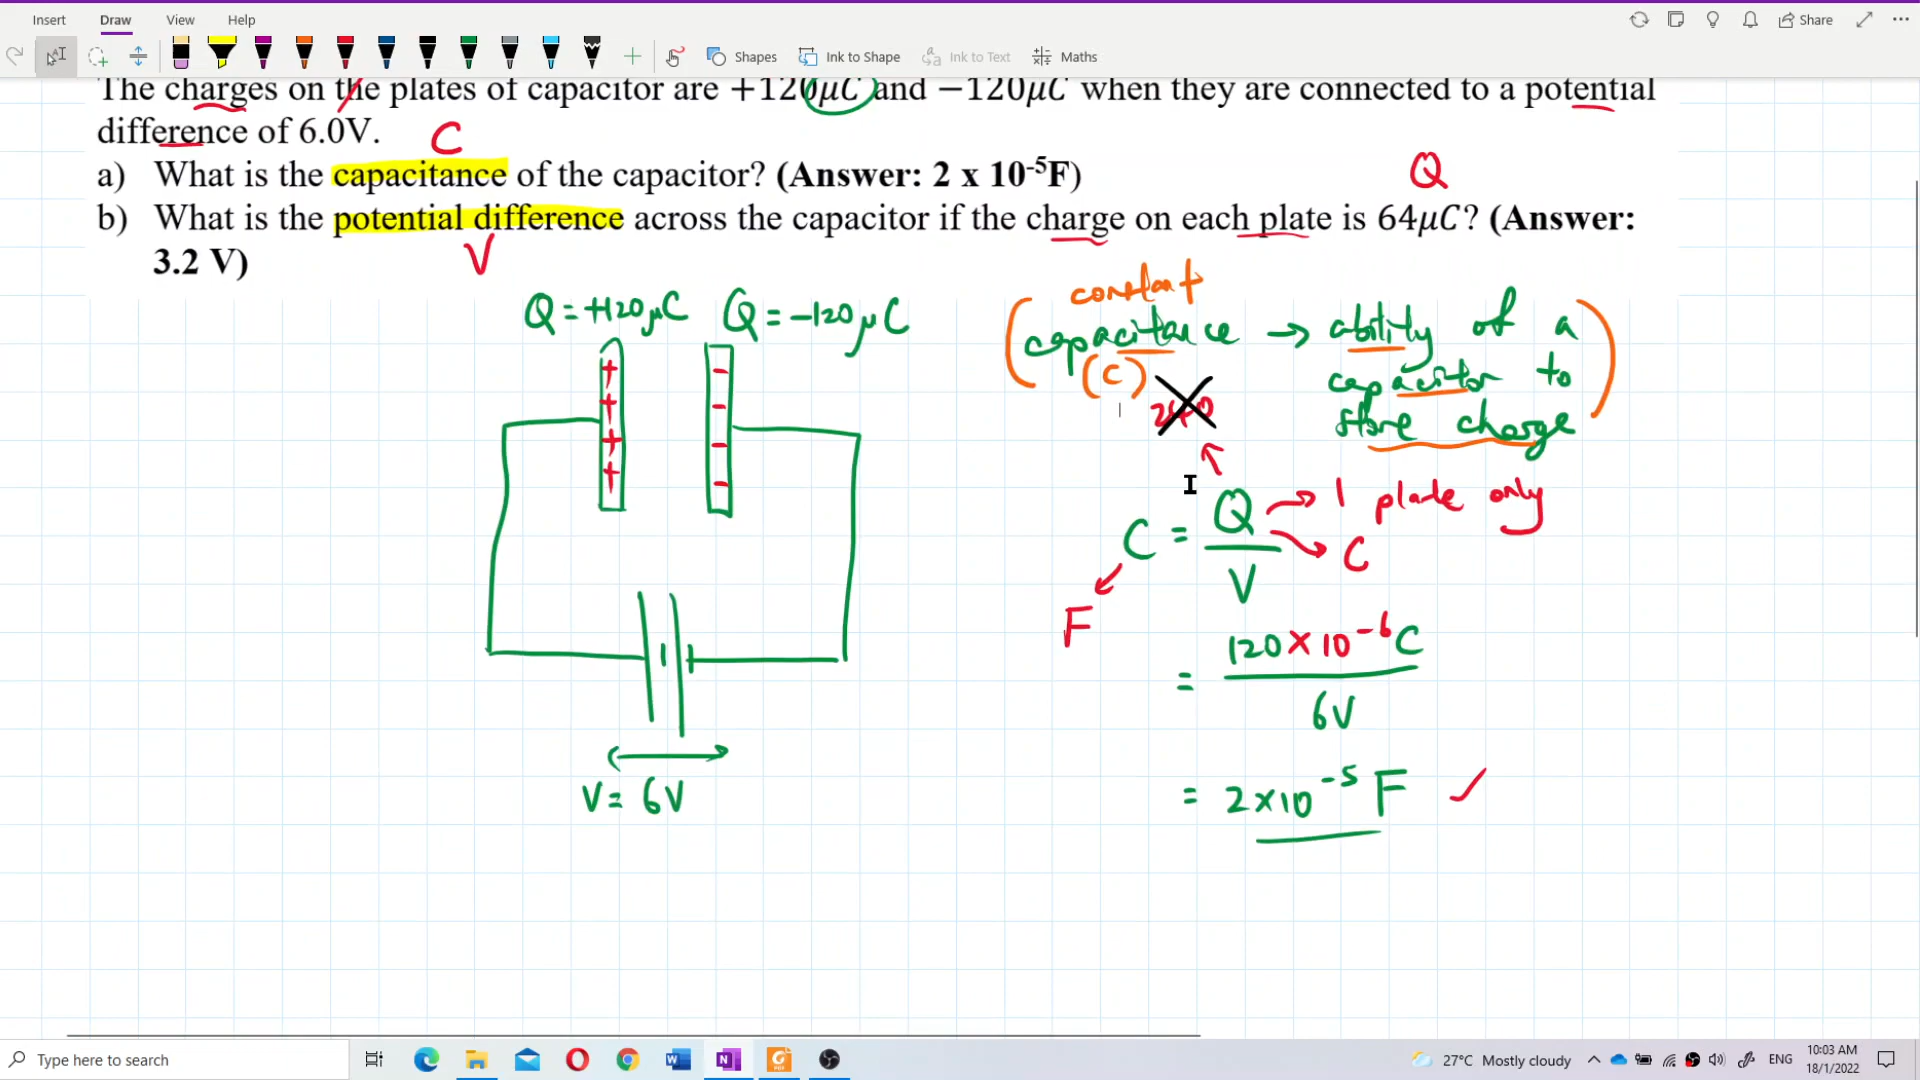 Insert Draw View Help Share
Shapes Ink to Shape Ink to Text Maths
The charges on the plates of capacitor are +120μC and −120μC when they are connected to a potential
difference of 6.0V.
C
a) What is the capacitance of the capacitor? (Answer: 2 x 10-5F)
Q
b) What is the potential difference across the capacitor if the charge on each plate is 64μC? (Answer:
3.2 V)
V
Q = +120μC Q = −120μC
constant
capacitance → ability of a
(C)
capacitor to
240
store charge
+ + + +
− − − −
C = Q
V
→ 1 plate only
→ C
F
= 120 × 10⁻⁶ C
6V
V = 6V
= 2×10⁻⁵ F ✓
Type here to search
27°C Mostly cloudy
ENG
10:03 AM
18/1/2022